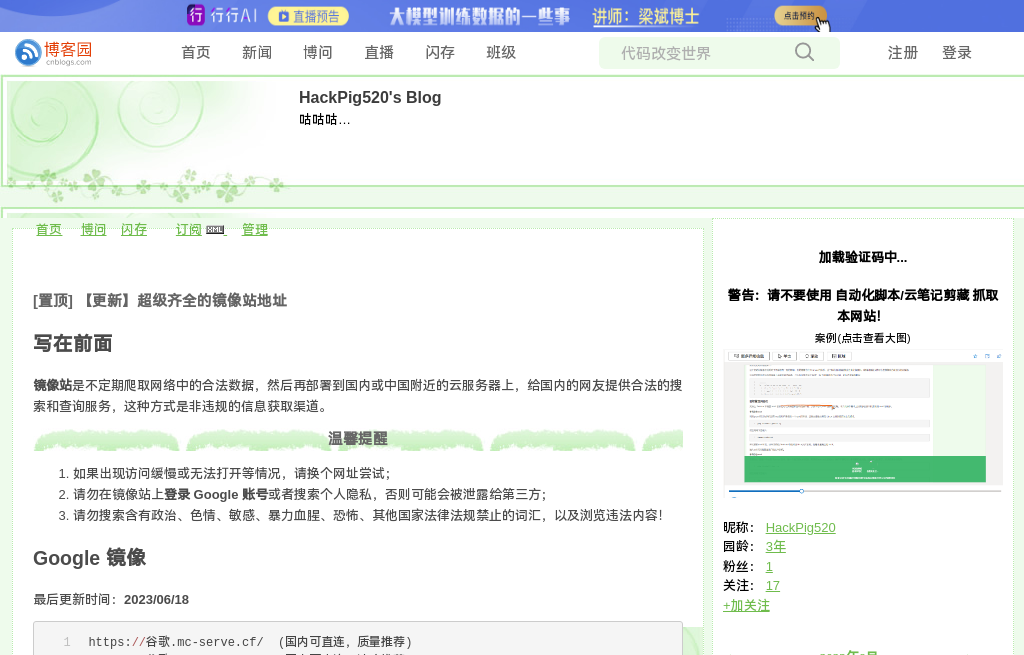 行 行行AI 直播预告 大模型训练数据的一些事 讲师：梁斌博士 点击预约
博客园 cnblogs.com 首页 新闻 博问 直播 闪存 班级 代码改变世界 注册 登录
HackPig520's Blog
咕咕咕…
首页 博问 闪存 订阅 XML 管理
[置顶] 【更新】超级齐全的镜像站地址
写在前面
镜像站是不定期爬取网络中的合法数据，然后再部署到国内或中国附近的云服务器上，给国内的网友提供合法的搜
索和查询服务，这种方式是非违规的信息获取渠道。
温馨提醒
1. 如果出现访问缓慢或无法打开等情况，请换个网址尝试；
2. 请勿在镜像站上登录 Google 账号或者搜索个人隐私，否则可能会被泄露给第三方；
3. 请勿搜索含有政治、色情、敏感、暴力血腥、恐怖、其他国家法律法规禁止的词汇，以及浏览违法内容！
Google 镜像
最后更新时间：2023/06/18
1 https://谷歌.mc-serve.cf/ (国内可直连，质量推荐)
加载验证码中...
警告：请不要使用 自动化脚本/云笔记剪藏 抓取
本网站！
案例(点击查看大图)
昵称： HackPig520
园龄： 3年
粉丝： 1
关注： 17
+加关注